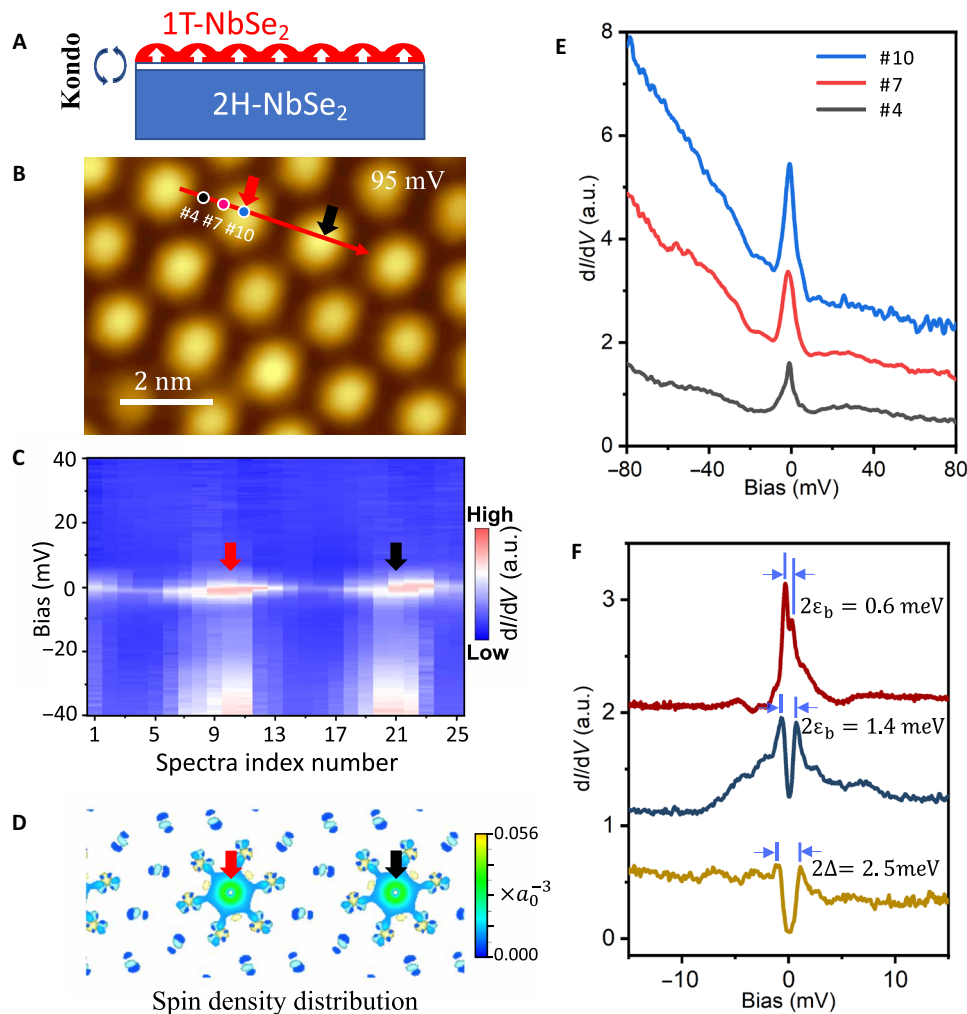 A
1T-NbSe₂
Kondo
2H-NbSe₂
B
95 mV
#4 #7 #10
2 nm
C
40
20
0
−20
−40
Bias (mV)
1 5 9 13 17 21 25
Spectra index number
High
Low
dI/dV (a.u.)
D
0.056
×a₀⁻³
0.000
Spin density distribution
E
8
6
4
2
0
dI/dV (a.u.)
#10
#7
#4
−80 −40 0 40 80
Bias (mV)
F
3
2
1
0
dI/dV (a.u.)
2εb = 0.6 meV
2εb = 1.4 meV
2Δ= 2.5meV
−10 0 10
Bias (mV)